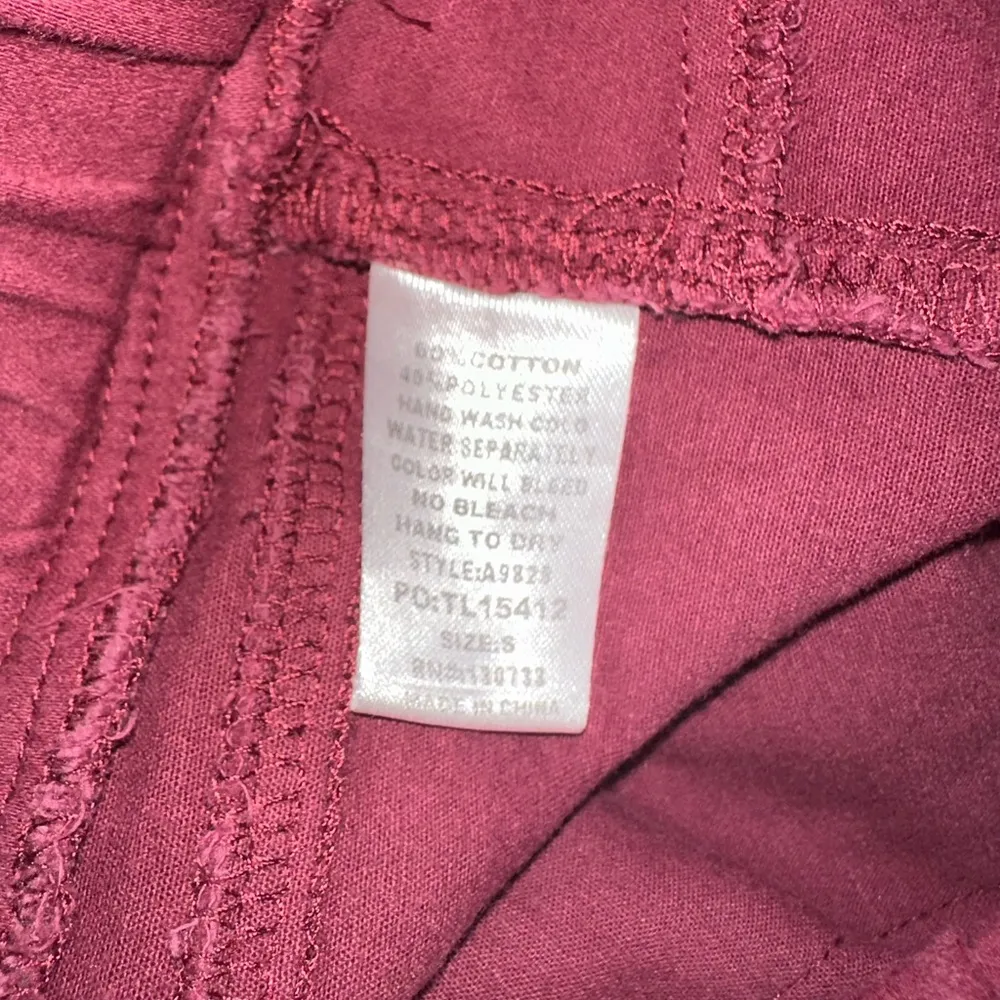 60%COTTON
POLYESTER
HAND WASH COLD
WATER SEPARATELY
COLOR WILL BLEED
NO BLEACH
HANG TO DRY
STYLE:A9828
PO:TL15412
SIZE:S
MADE IN CHINA